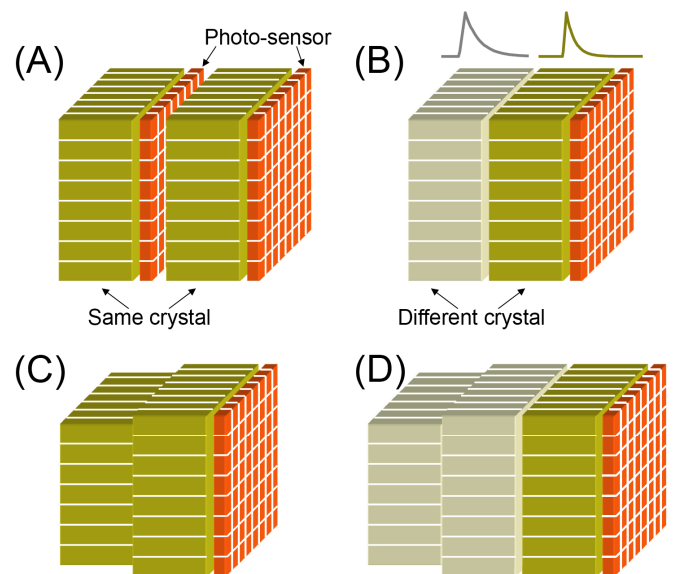 Photo-sensor
(A)
(B)
Same crystal
Different crystal
(C)
(D)